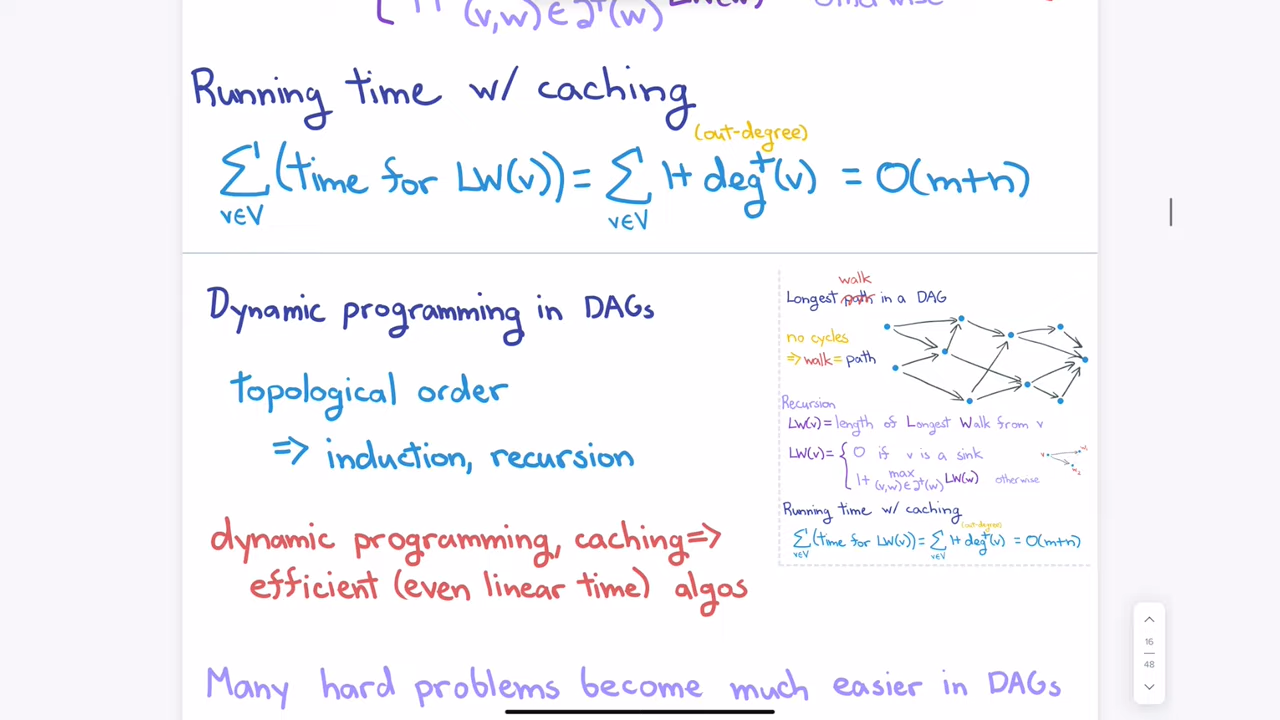 (v,w)∈∂⁺(w)
Running time w/ caching
(out-degree)
∑ (time for LW(v)) = ∑ 1+ deg⁺(v) = O(m+n)
v∈V v∈V
Dynamic programming in DAGs
topological order
=> induction, recursion
dynamic programming, caching =>
efficient (even linear time) algos
Many hard problems become much easier in DAGs
walk
Longest path in a DAG
no cycles
=> walk = path
Recursion
LW(v)= length of Longest Walk from v
LW(v)= { 0 if v is a sink
1+ max LW(w) otherwise
(v,w)∈∂⁺(w)
v w₁
w₂
Running time w/ caching
(out-degree)
∑ (time for LW(v)) = ∑ 1+ deg⁺(v) = O(m+n)
v∈V v∈V
16
48